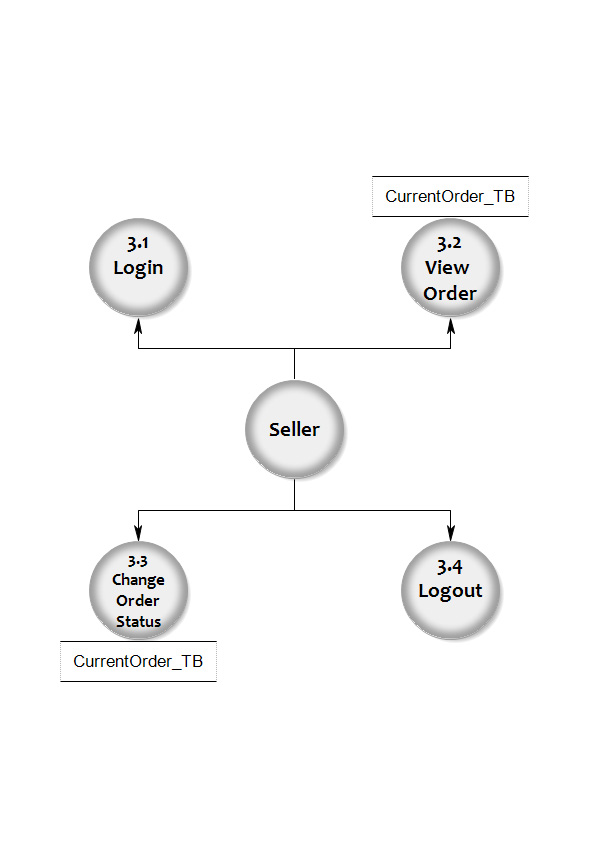 CurrentOrder_TB
3.1
Login
3.2
View
Order
Seller
3.3
Change
Order
Status
3.4
Logout
CurrentOrder_TB